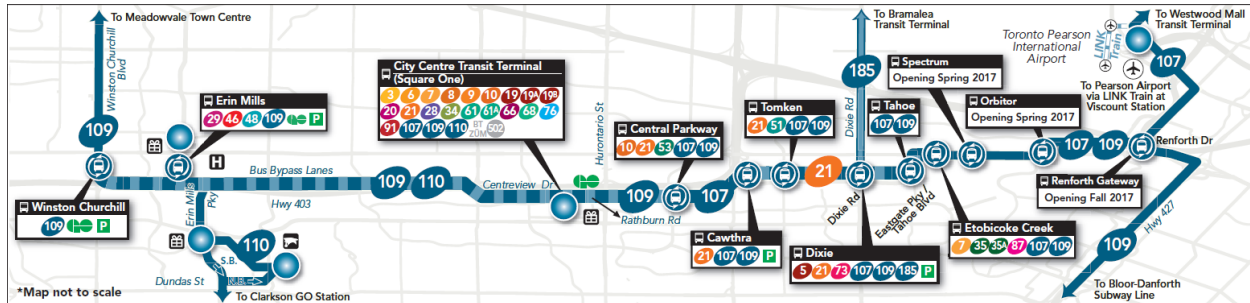 To Meadowvale Town Centre
Winston Churchill
Blvd
109
Winston Churchill
109 P
Erin Mills
29 46 48 109 P
H
Erin Mills
Pky
110
S.B.
N.B.
Dundas St
To Clarkson GO Station
*Map not to scale
Bus Bypass Lanes
Hwy 403
109 110
City Centre Transit Terminal
(Square One)
3 6 7 8 9 10 19 19A 19B
20 21 28 34 61 61A 66 68 76
91 107 109 110 BT ZÜM 502
Centreview Dr
Hurontario St
Rathburn Rd
109
Central Parkway
10 21 53 107 109
107
Cawthra
21 107 109 P
Tomken
21 51 107 109
21
To Bramalea
Transit Terminal
185
Dixie Rd
Dixie Rd
Dixie
5 21 73 107 109 185 P
Tahoe
107 109
Eastgate Pky /
Tahoe Blvd
Etobicoke Creek
7 35 35A 87 107 109
Spectrum
Opening Spring 2017
Orbitor
Opening Spring 2017
107 109
Renforth Dr
Renforth Gateway
Opening Fall 2017
Toronto Pearson
International
Airport
LINK
Train
To Westwood Mall
Transit Terminal
107
To Pearson Airport
via LINK Train at
Viscount Station
Hwy 427
109
To Bloor-Danforth
Subway Line